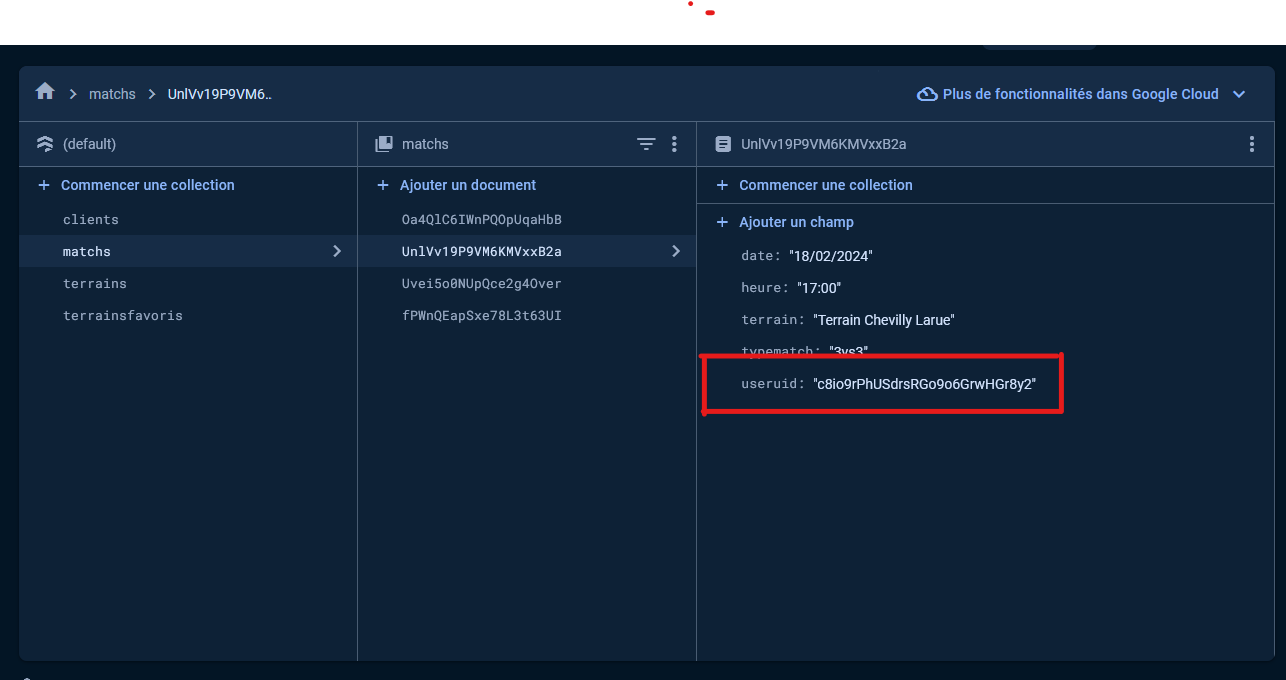 matchs
UnlVv19P9VM6..
Plus de fonctionnalités dans Google Cloud
(default)
matchs
UnlVv19P9VM6KMVxxB2a
Commencer une collection
Ajouter un document
Commencer une collection
clients
matchs
terrains
terrainsfavoris
Oa4QlC6IWnPQOpUqaHbB
UnlVv19P9VM6KMVxxB2a
Uvei5o0NUpQce2g4Over
fPWnQEapSxe78L3t63UI
Ajouter un champ
date: "18/02/2024"
heure: "17:00"
terrain: "Terrain Chevilly Larue"
typematch: "3vs3"
useruid: "c8io9rPhUSdrsRGo9o6GrwHGr8y2"